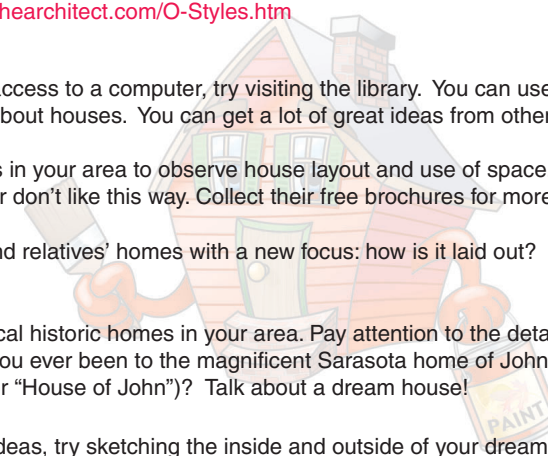 hearchitect.com/O-Styles.htm
access to a computer, try visiting the library. You can use
about houses. You can get a lot of great ideas from other
s in your area to observe house layout and use of space
r don't like this way. Collect their free brochures for more
nd relatives' homes with a new focus: how is it laid out?
cal historic homes in your area. Pay attention to the deta
ou ever been to the magnificent Sarasota home of John
r “House of John”)? Talk about a dream house!
deas, try sketching the inside and outside of your dream
PAINT